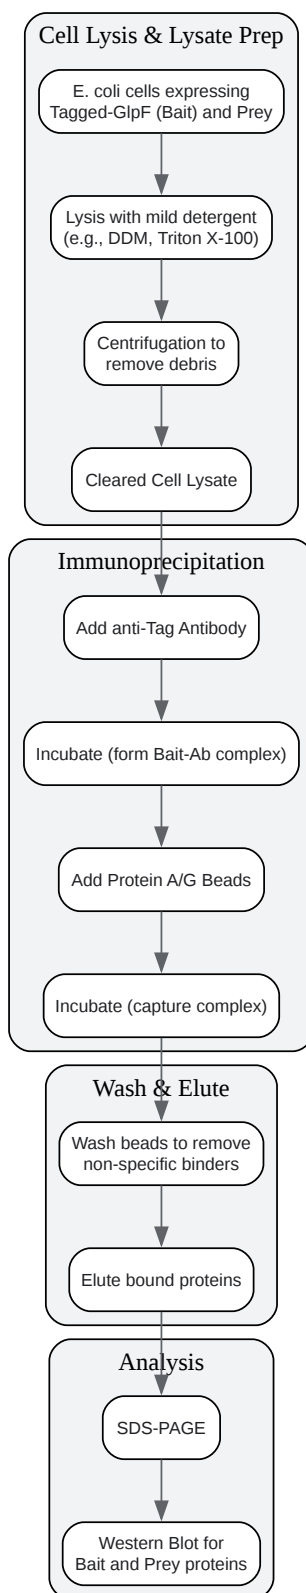 Cell Lysis & Lysate Prep
E. coli cells expressing
Tagged-GlpF (Bait) and Prey
Lysis with mild detergent
(e.g., DDM, Triton X-100)
Centrifugation to
remove debris
Cleared Cell Lysate
Immunoprecipitation
Add anti-Tag Antibody
Incubate (form Bait-Ab complex)
Add Protein A/G Beads
Incubate (capture complex)
Wash & Elute
Wash beads to remove
non-specific binders
Elute bound proteins
Analysis
SDS-PAGE
Western Blot for
Bait and Prey proteins